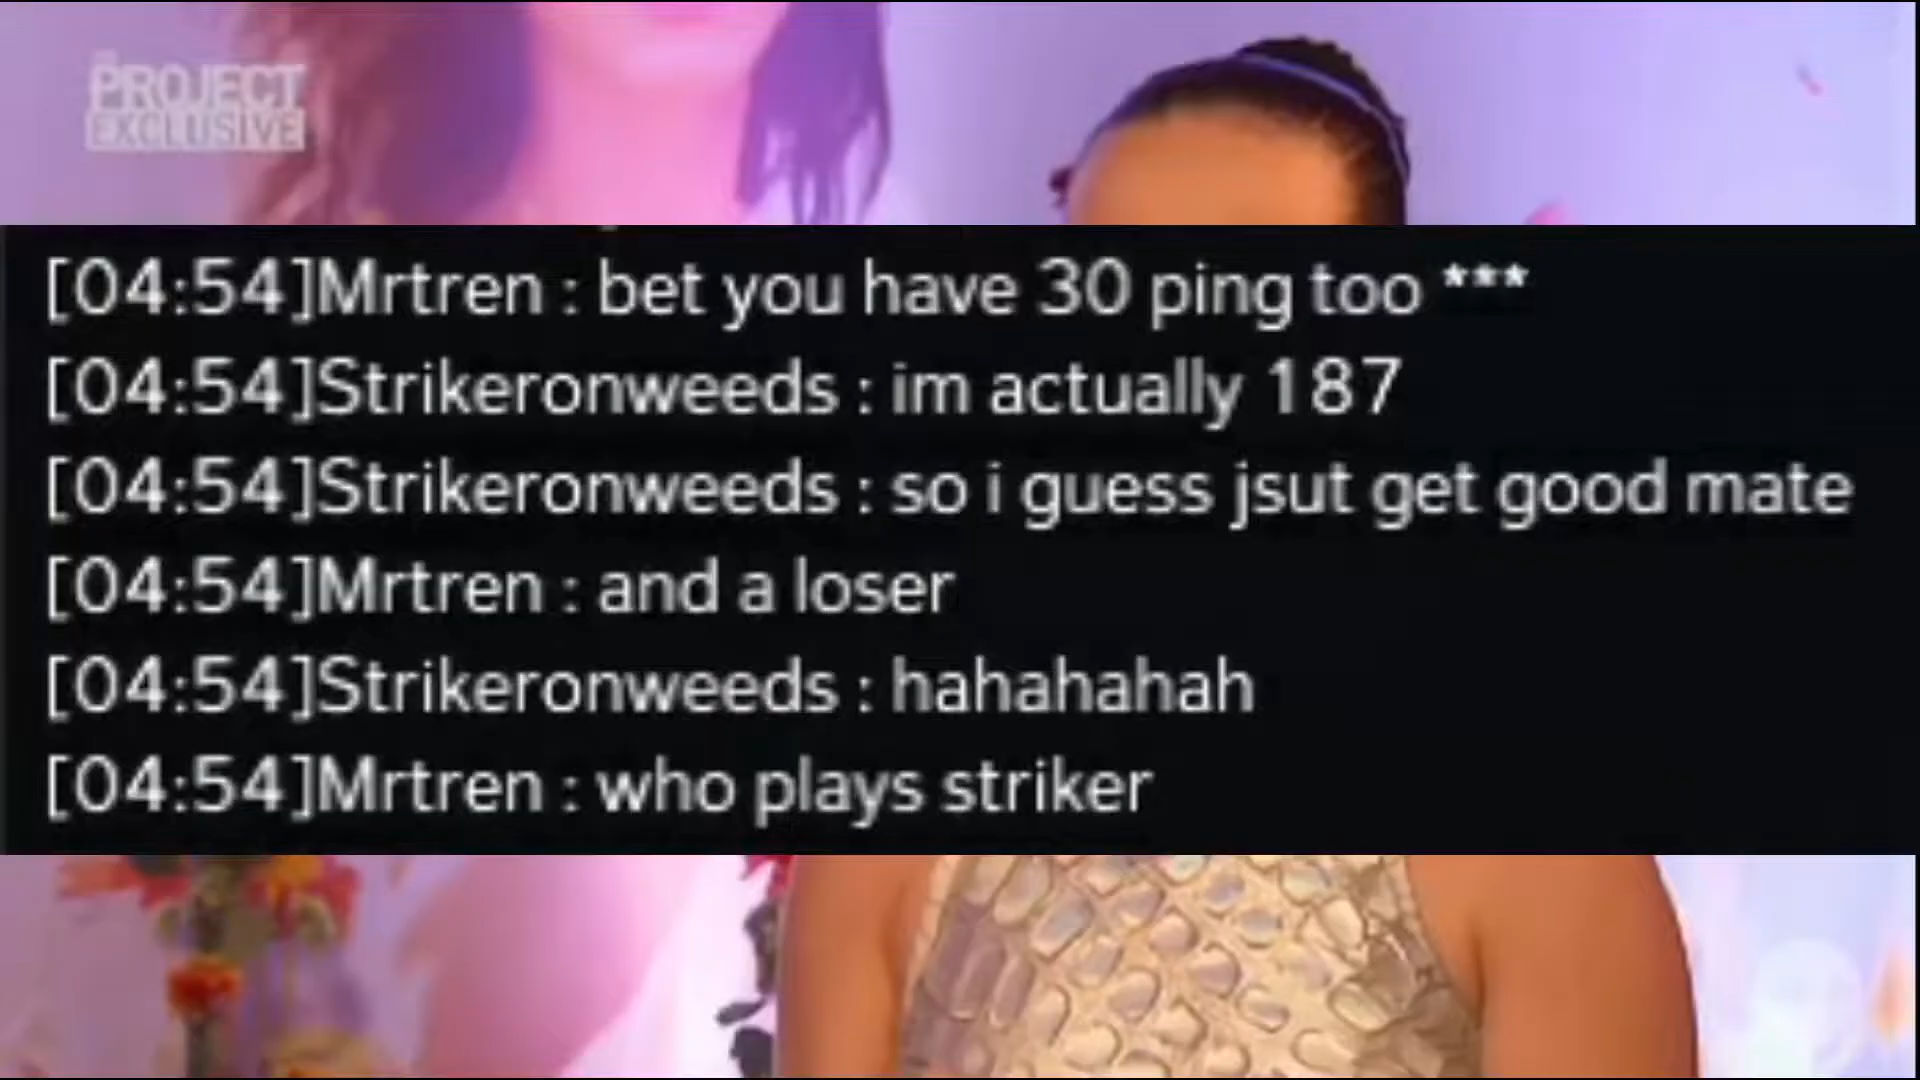 PROJECT
EXCLUSIVE
[04:54]Mrtren : bet you have 30 ping too ***
[04:54]Strikeronweeds : im actually 187
[04:54]Strikeronweeds : so i guess jsut get good mate
[04:54]Mrtren : and a loser
[04:54]Strikeronweeds : hahahahah
[04:54]Mrtren : who plays striker